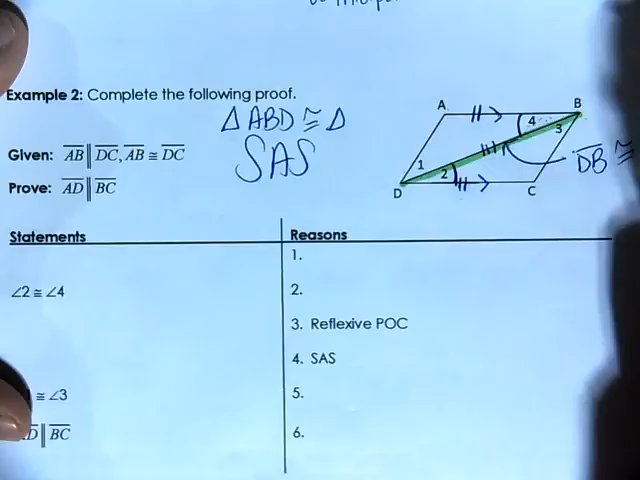 Example 2: Complete the following proof.
△ABD ≅ △
Given: AB ∥ DC, AB ≅ DC
SAS
Prove: AD ∥ BC
A
B
4
3
1
2
D
C
DB ≅
Statements
Reasons
1.
∠2 ≅ ∠4
2.
3. Reflexive POC
4. SAS
≅ ∠3
5.
D ∥ BC
6.